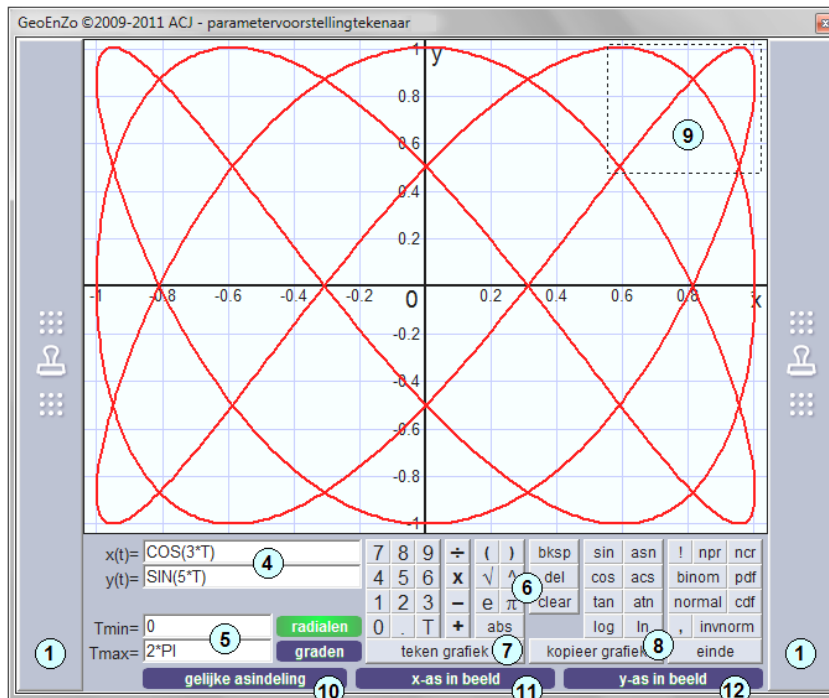 GeoEnZo ©2009-2011 ACJ - parametervoorstellingtekenaar
1
y
0.8
0.6
0.4
0.2
-1 -0.8 -0.6 -0.4 -0.2 0 0.2 0.4 0.6 0.8 x
-0.2
-0.4
-0.6
-0.8
-1
9
x(t)= COS(3*T)
y(t)= SIN(5*T)
4
Tmin= 0
Tmax= 2*PI
5
radialen
graden
7 8 9 ÷ ( ) bksp sin asn ! npr ncr
4 5 6 x √ ^ del cos acs binom pdf
6
1 2 3 − e π clear tan atn normal cdf
0 . T + abs log ln , invnorm
1 teken grafiek 7 kopieer grafiek 8 einde 1
gelijke asindeling 10 x-as in beeld 11 y-as in beeld 12